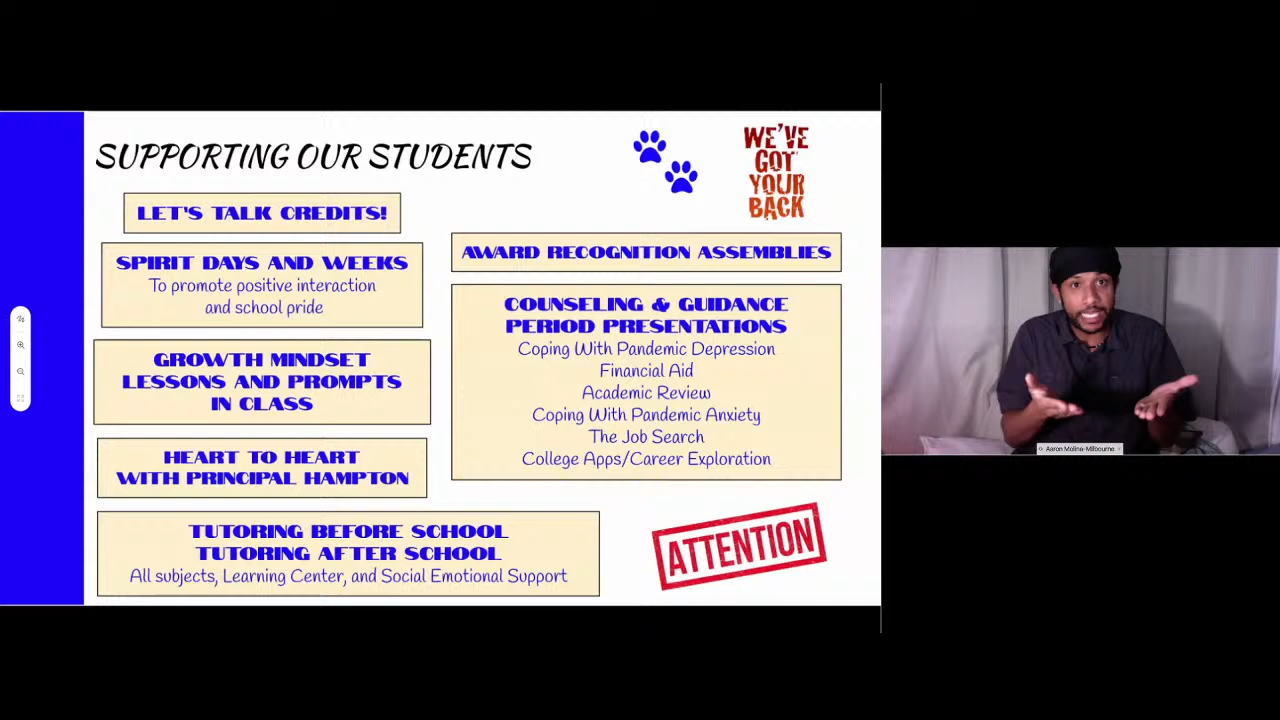 SUPPORTING OUR STUDENTS
WE'VE
GOT
YOUR
BACK
LET'S TALK CREDITS!
SPIRIT DAYS AND WEEKS
To promote positive interaction
and school pride
GROWTH MINDSET
LESSONS AND PROMPTS
IN CLASS
HEART TO HEART
WITH PRINCIPAL HAMPTON
TUTORING BEFORE SCHOOL
TUTORING AFTER SCHOOL
All subjects, Learning Center, and Social Emotional Support
AWARD RECOGNITION ASSEMBLIES
COUNSELING & GUIDANCE
PERIOD PRESENTATIONS
Coping With Pandemic Depression
Financial Aid
Academic Review
Coping With Pandemic Anxiety
The Job Search
College Apps/Career Exploration
ATTENTION
Aaron Molina-Milbourne